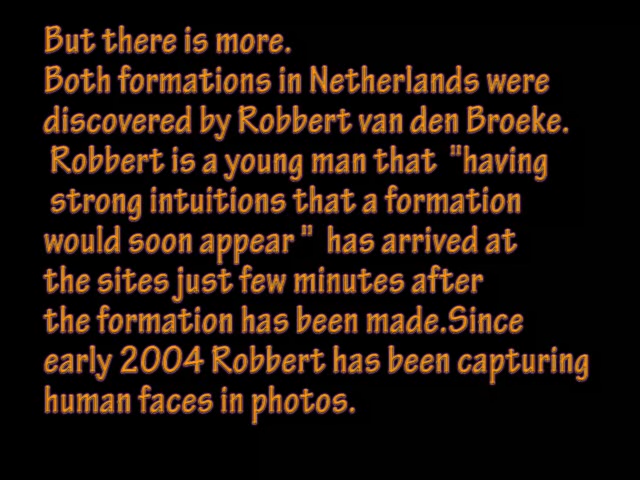 But there is more.
Both formations in Netherlands were
discovered by Robbert van den Broeke.
Robbert is a young man that "having
strong intuitions that a formation
would soon appear " has arrived at
the sites just few minutes after
the formation has been made.Since
early 2004 Robbert has been capturing
human faces in photos.